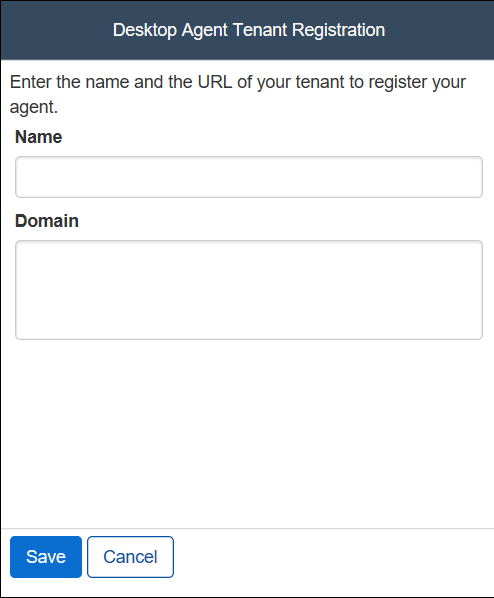 Desktop Agent Tenant Registration
Enter the name and the URL of your tenant to register your
agent.
Name
Domain
Save
Cancel